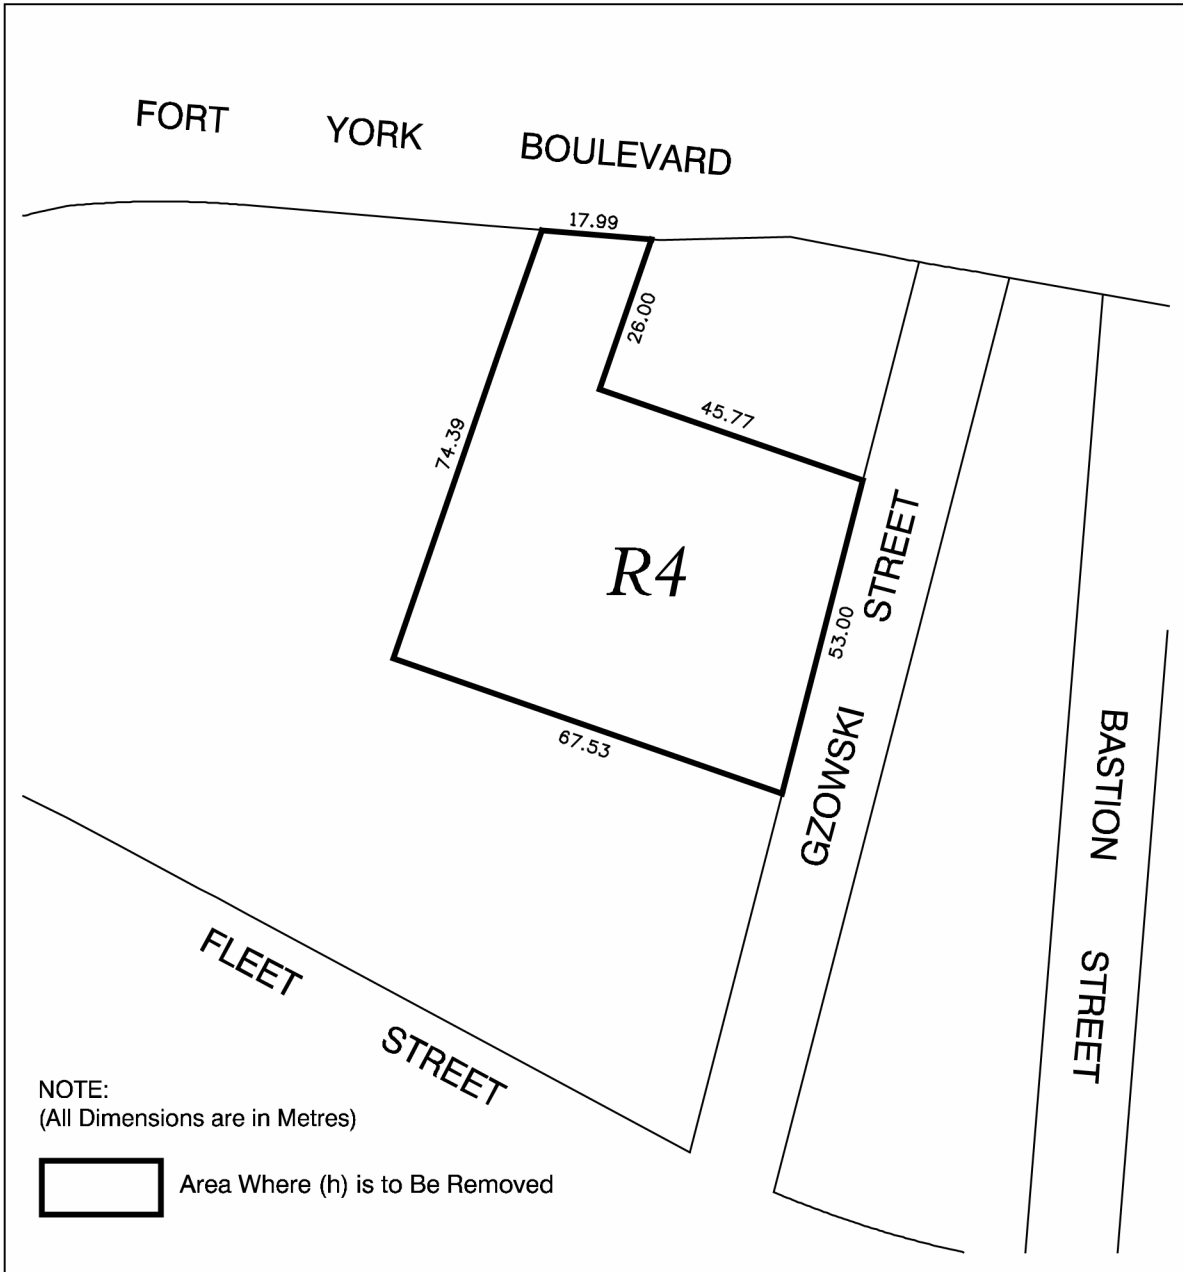 FORT YORK BOULEVARD
17.99
26.00
45.77
74.39
R4
53.00
67.53
GZOWSKI STREET
BASTION STREET
FLEET STREET
NOTE:
(All Dimensions are in Metres)
Area Where (h) is to Be Removed